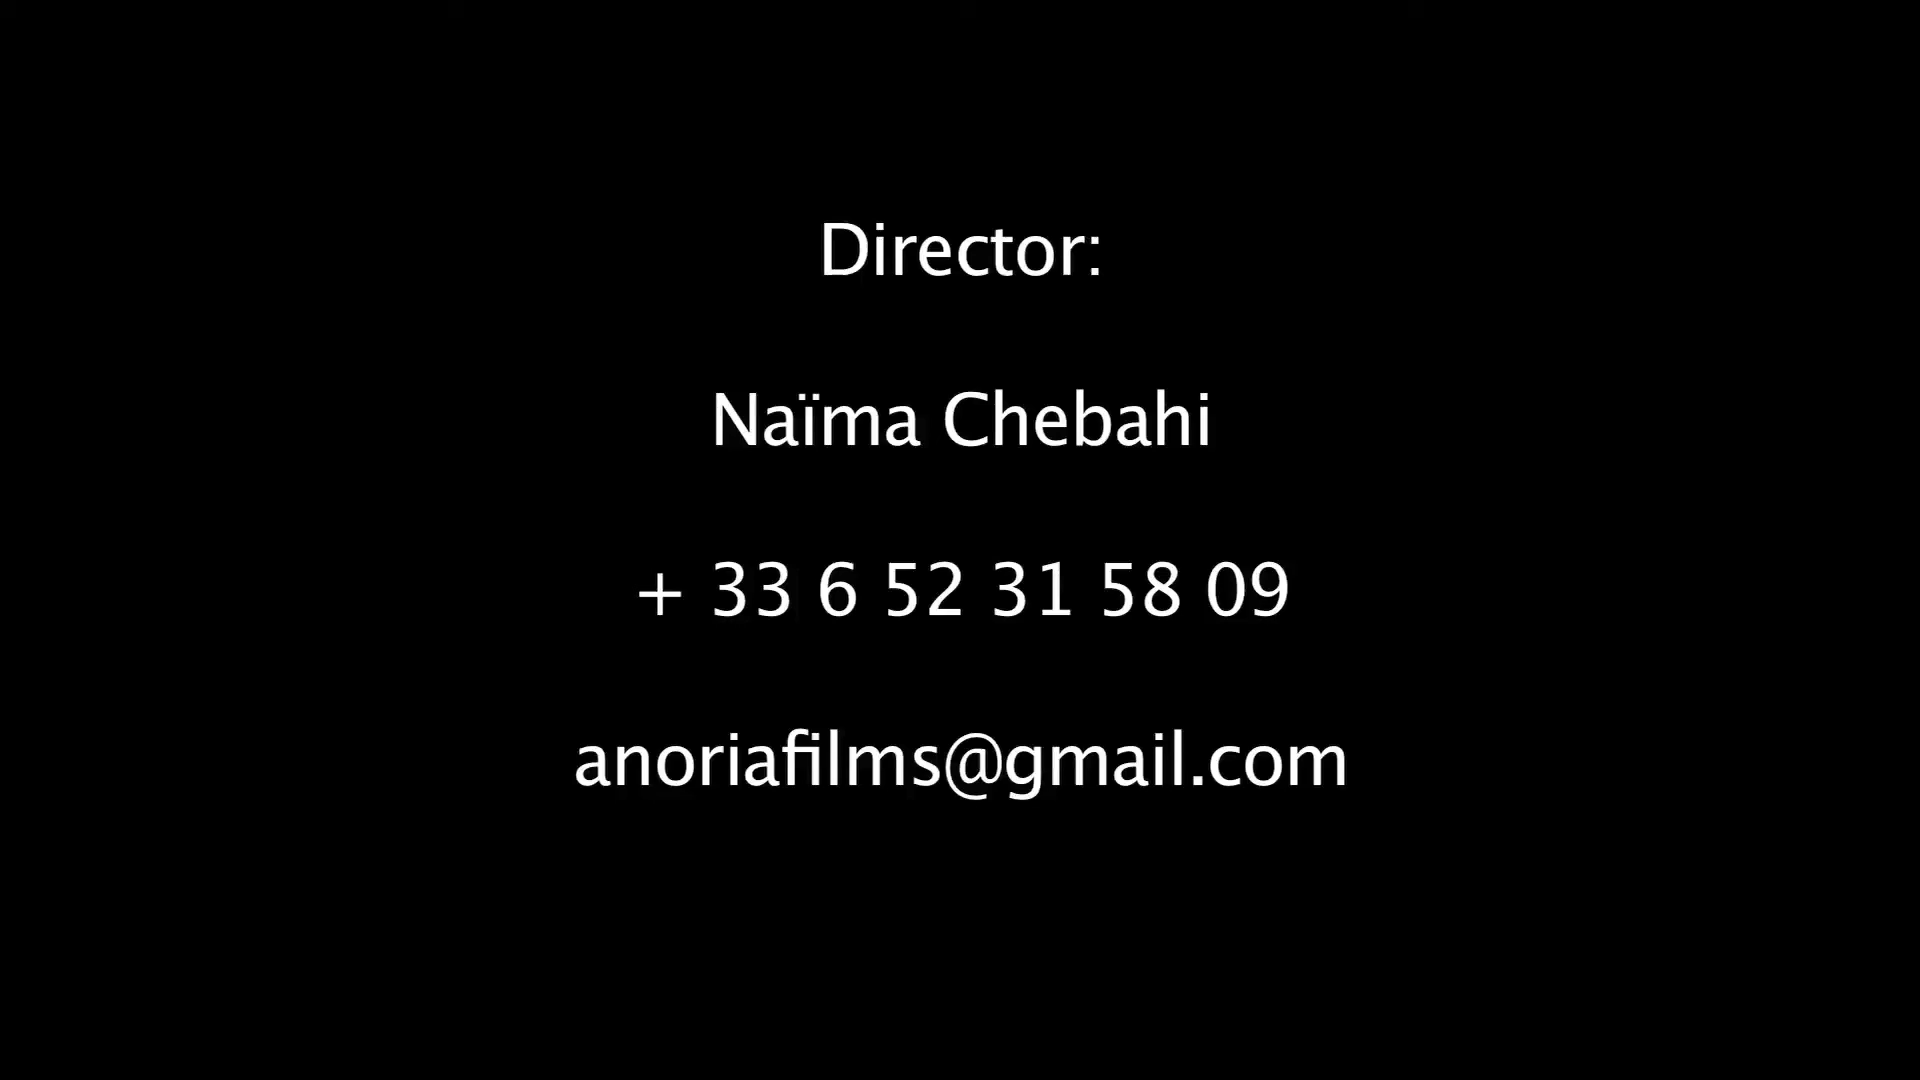 Director:
Naïma Chebahi
+ 33 6 52 31 58 09
anoriafilms@gmail.com